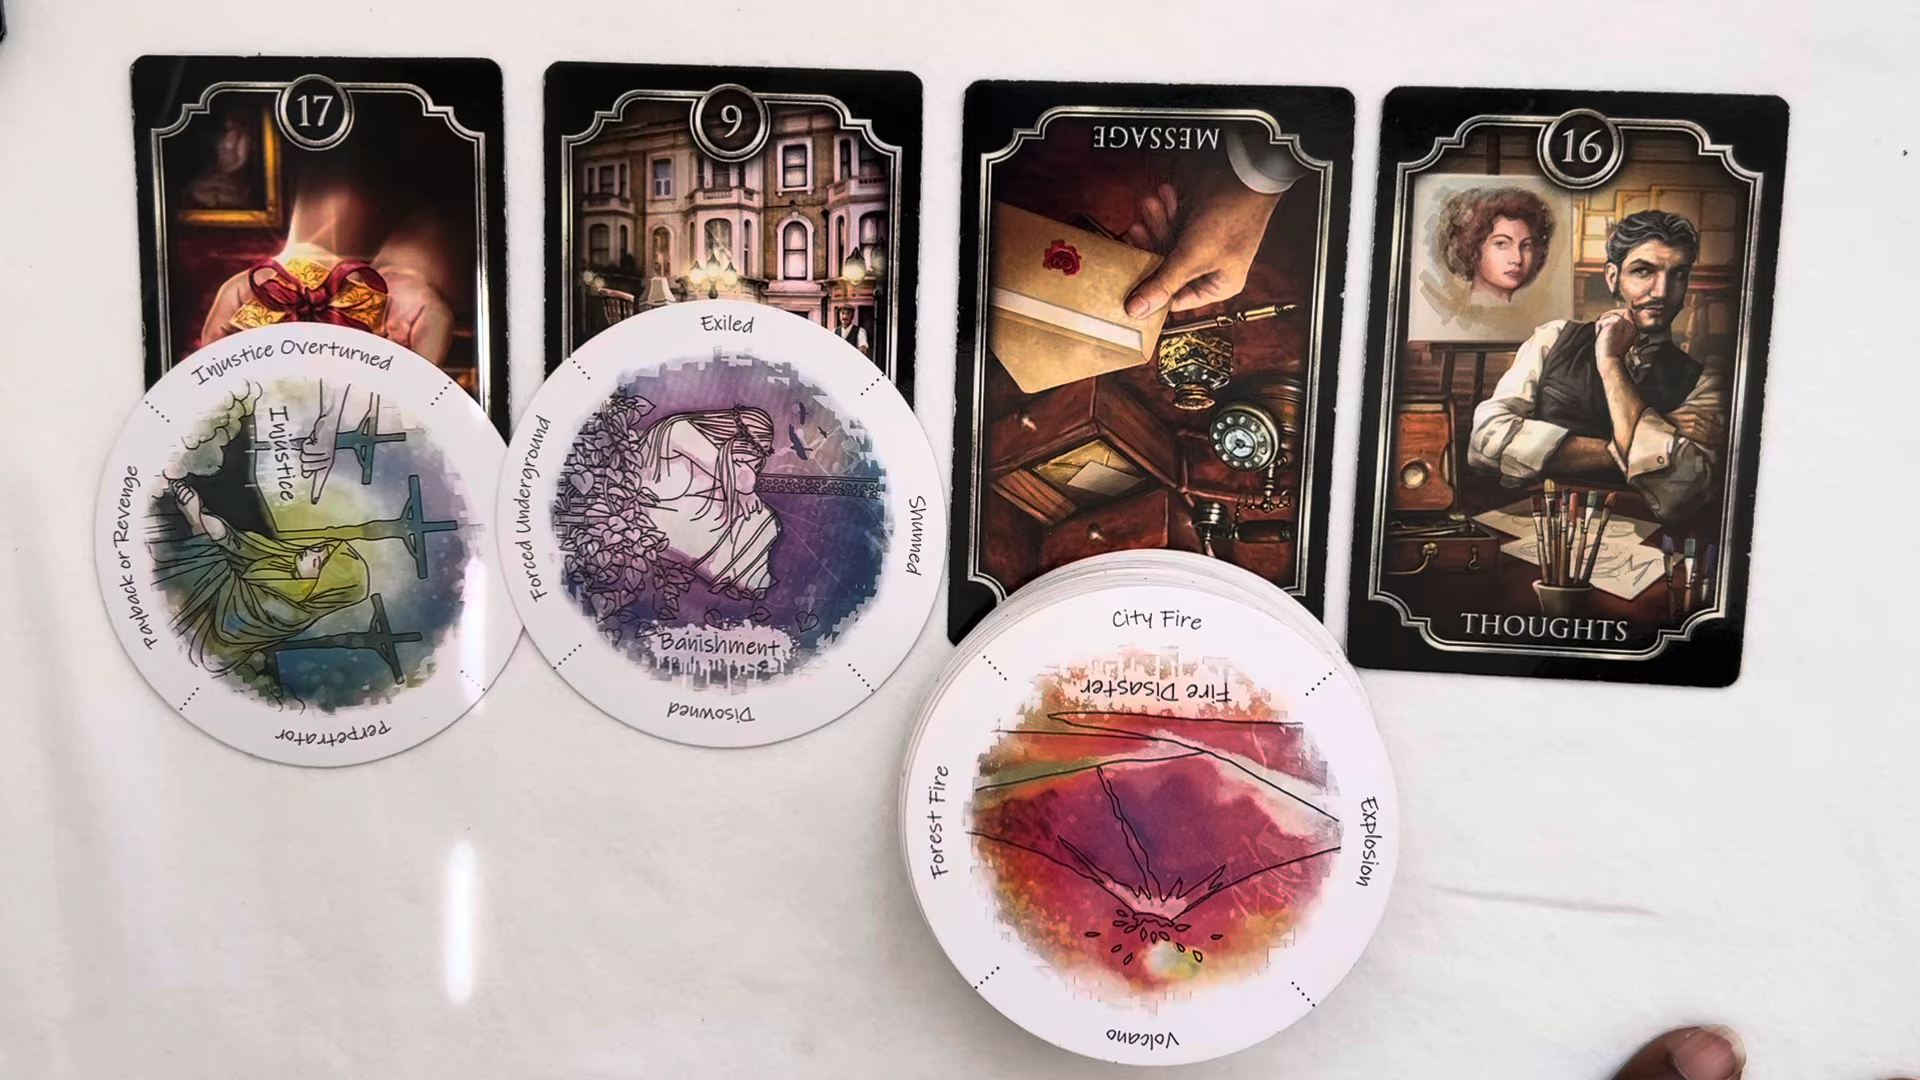 17
9
MESSAGE
16
THOUGHTS
Injustice Overturned
Injustice
Payback or Revenge
Perpetrator
Exiled
Forced Underground
Shunned
Banishment
Disowned
City Fire
Fire Disaster
Forest Fire
Explosion
Volcano